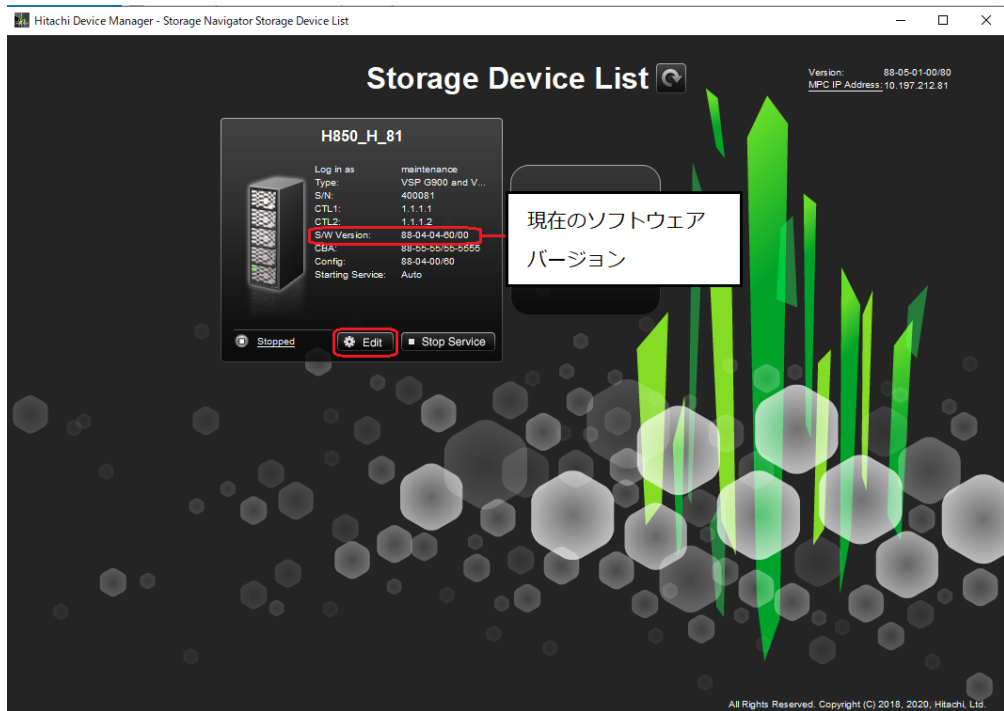 Hitachi Device Manager - Storage Navigator Storage Device List
Storage Device List
Version: 88-05-01-00/80
MPC IP Address: 10.197.212.81
H850_H_81
Log in as maintenance
Type: VSP G900 and V...
S/N: 400081
CTL1: 1.1.1.1
CTL2: 1.1.1.2
S/W Version: 88-04-04-60/00
CBA: 88-55-55/55-5555
Config: 88-04-00/60
Starting Service: Auto
現在のソフトウェア
バージョン
Stopped Edit Stop Service
All Rights Reserved. Copyright (C) 2018, 2020, Hitachi, Ltd.